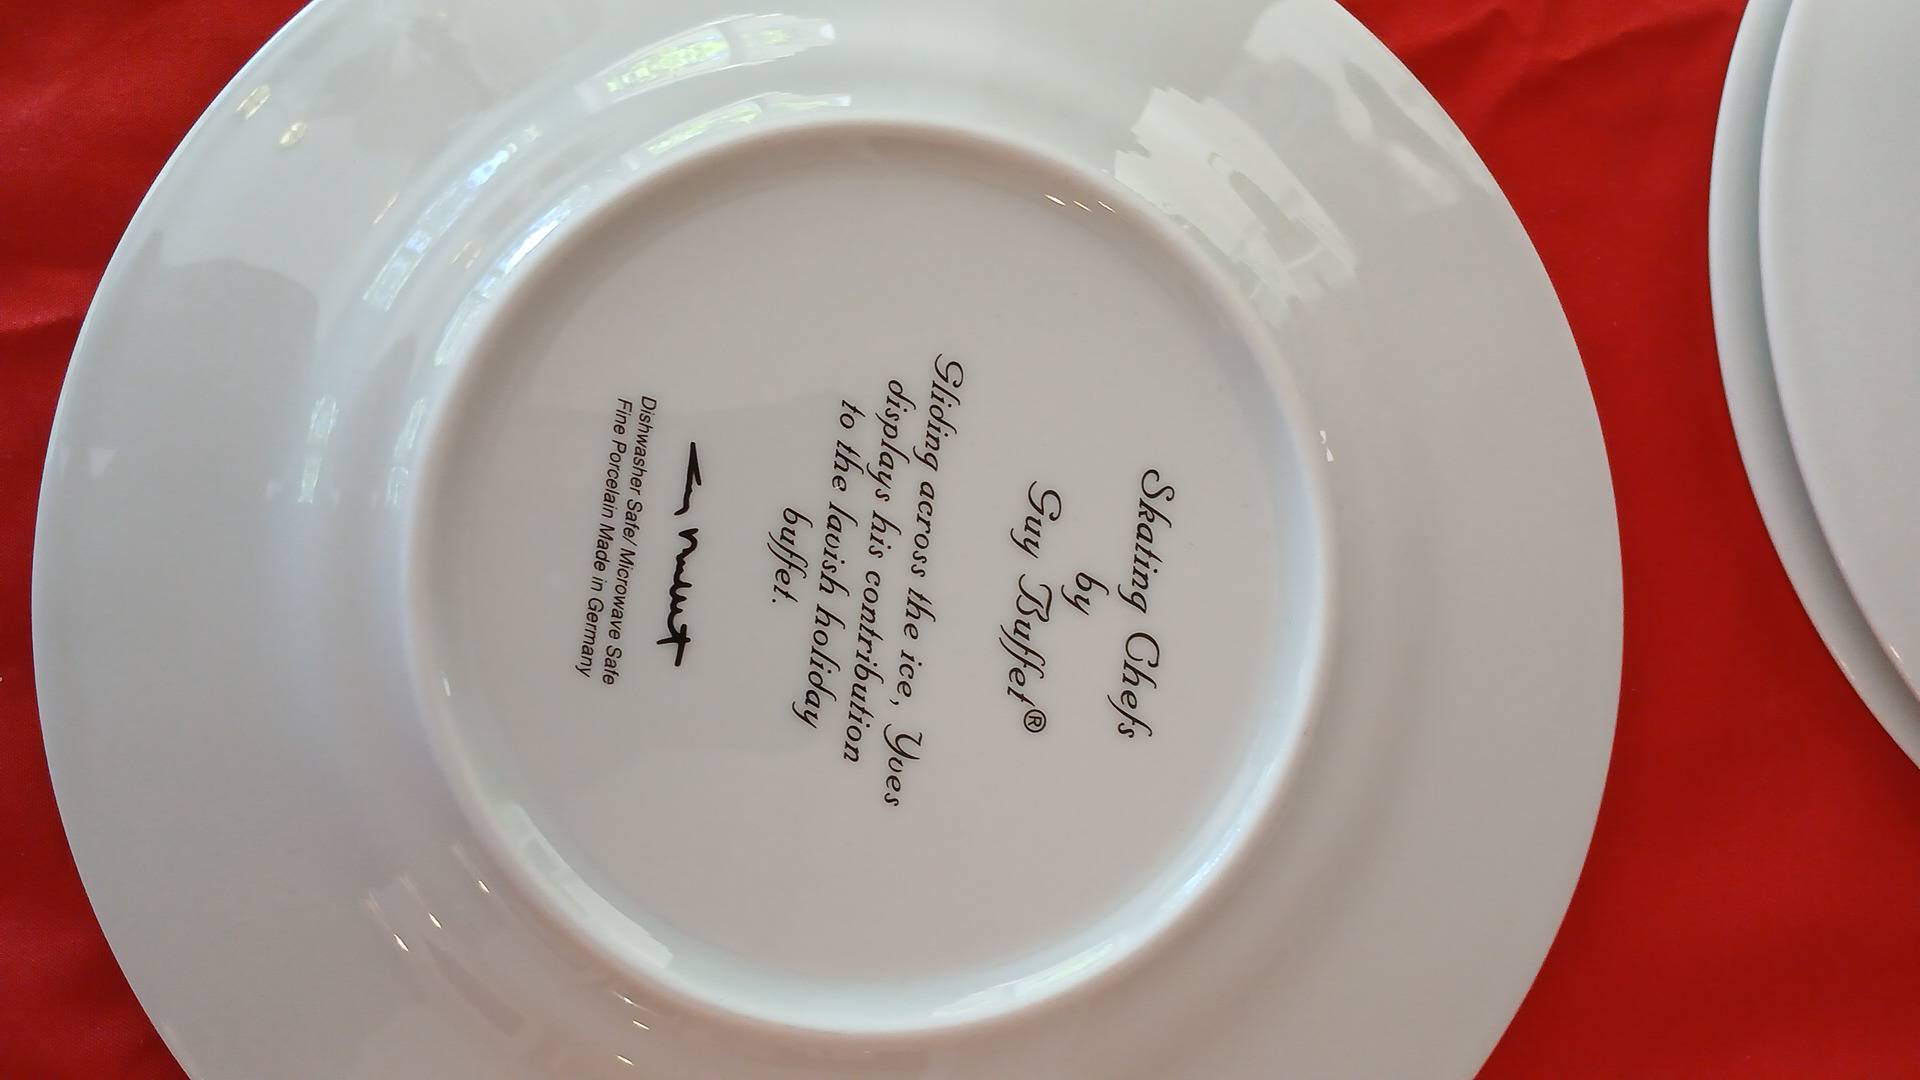 Skating Chefs
by
Guy Buffet®
Gliding across the ice, Yves
displays his contribution
to the lavish holiday
buffet.
Dishwasher Safe/ Microwave Safe
Fine Porcelain Made in Germany